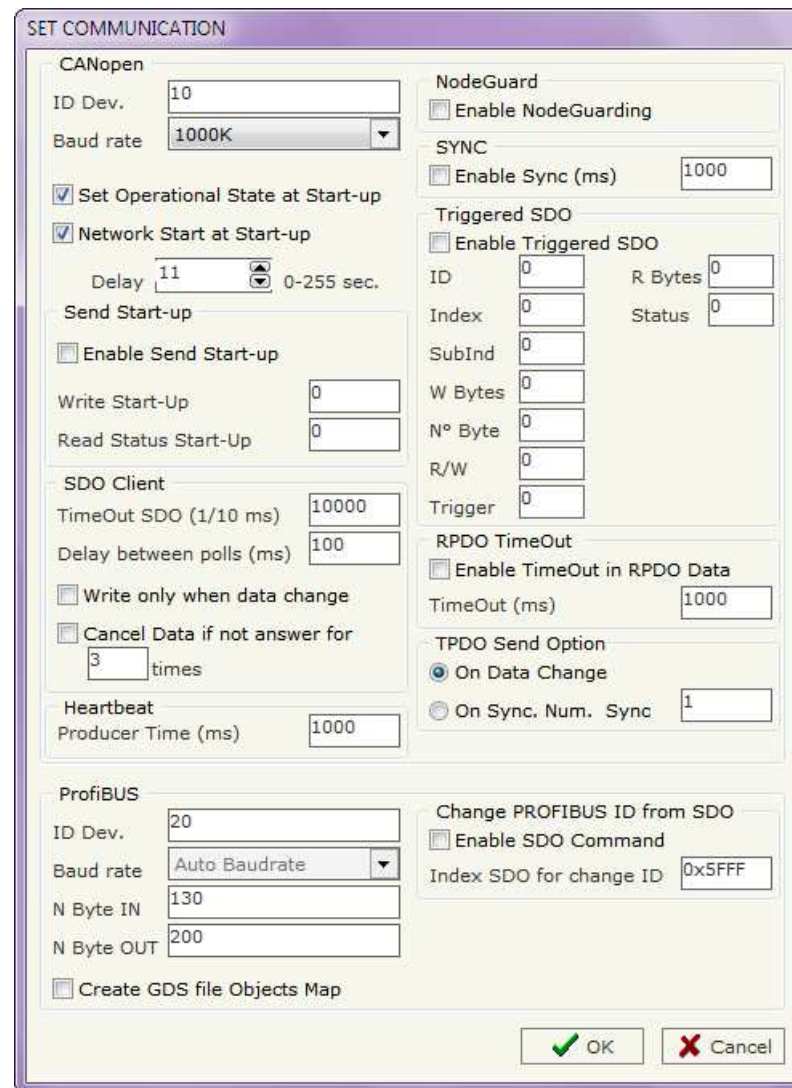 SET COMMUNICATION
CANopen
ID Dev. 10
Baud rate 1000K
Set Operational State at Start-up
Network Start at Start-up
Delay 11 0-255 sec.
Send Start-up
Enable Send Start-up
Write Start-Up 0
Read Status Start-Up 0
SDO Client
TimeOut SDO (1/10 ms) 10000
Delay between polls (ms) 100
Write only when data change
Cancel Data if not answer for
3 times
Heartbeat
Producer Time (ms) 1000
NodeGuard
Enable NodeGuarding
SYNC
Enable Sync (ms) 1000
Triggered SDO
Enable Triggered SDO
ID 0 R Bytes 0
Index 0 Status 0
SubInd 0
W Bytes 0
N° Byte 0
R/W 0
Trigger 0
RPDO TimeOut
Enable TimeOut in RPDO Data
TimeOut (ms) 1000
TPDO Send Option
On Data Change
On Sync. Num. Sync 1
ProfiBUS
ID Dev. 20
Baud rate Auto Baudrate
N Byte IN 130
N Byte OUT 200
Create GDS file Objects Map
Change PROFIBUS ID from SDO
Enable SDO Command
Index SDO for change ID 0x5FFF
OK Cancel